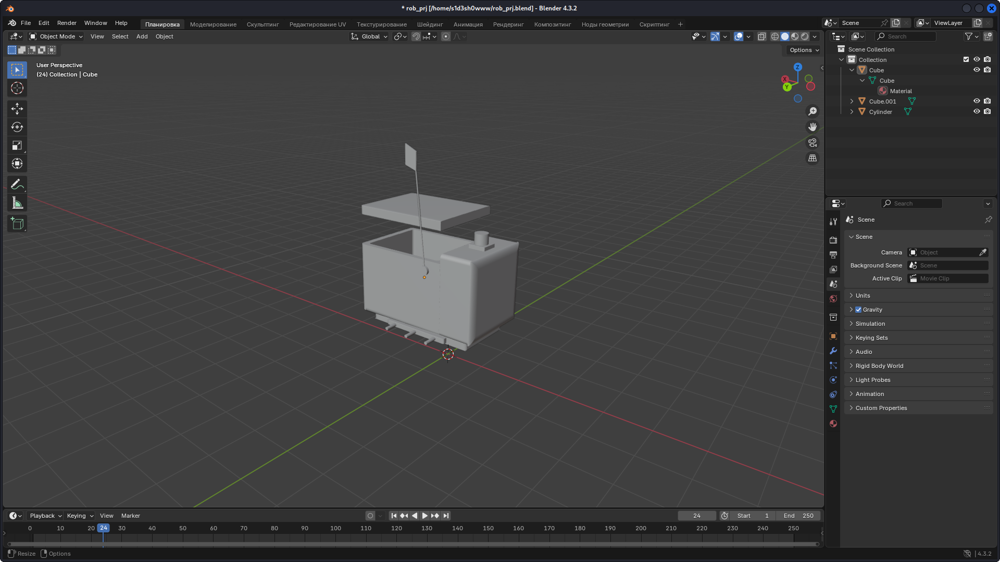 * rob_prj [/home/s1d3sh0www/rob_prj.blend] - Blender 4.3.2
File Edit Render Window Help Планировка Моделирование Скульптинг Редактирование UV Текстурирование Шейдинг Анимация Рендеринг Композитинг Ноды геометрии Скриптинг + Scene ViewLayer
Object Mode View Select Add Object Global Search
Options
User Perspective
(24) Collection | Cube
Z
X
Y
Scene Collection
Collection
Cube
Cube
Material
Cube.001
Cylinder
Search
Scene
Scene
Camera Object
Background Scene Scene
Active Clip Movie Clip
Units
Gravity
Simulation
Keying Sets
Audio
Rigid Body World
Light Probes
Animation
Custom Properties
Playback Keying View Marker 24 Start 1 End 250
0 10 20 24 30 40 50 60 70 80 90 100 110 120 130 140 150 160 170 180 190 200 210 220 230 240 250
Resize Options 4.3.2